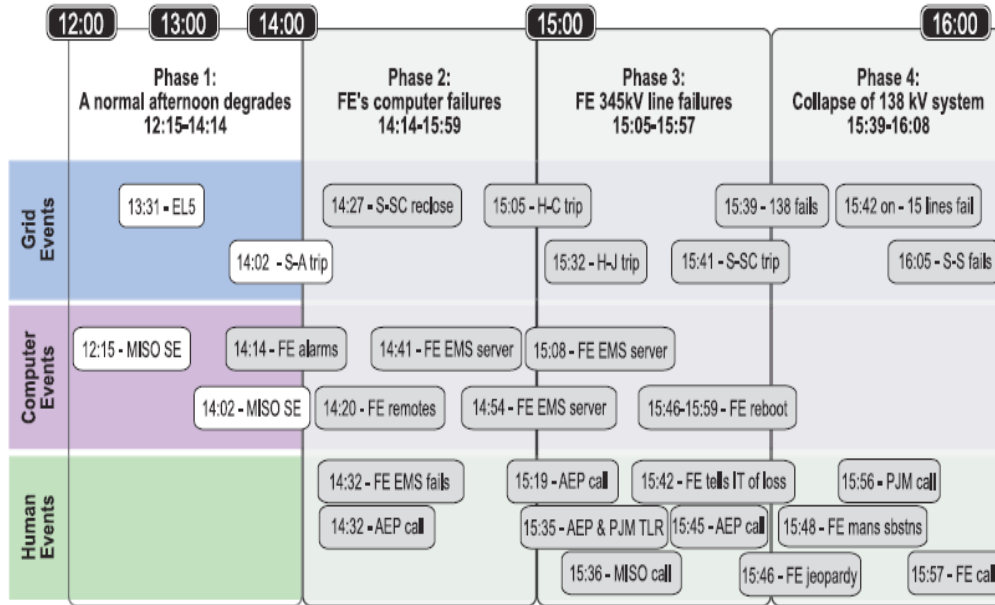 12:00
13:00
14:00
15:00
16:00
Phase 1:
A normal afternoon degrades
12:15-14:14
Phase 2:
FE's computer failures
14:14-15:59
Phase 3:
FE 345kV line failures
15:05-15:57
Phase 4:
Collapse of 138 kV system
15:39-16:08
Grid
Events
13:31 - EL5
14:27 - S-SC reclose
15:05 - H-C trip
15:39 - 138 fails
15:42 on - 15 lines fail
14:02 - S-A trip
15:32 - H-J trip
15:41 - S-SC trip
16:05 - S-S fails
Computer
Events
12:15 - MISO SE
14:14 - FE alarms
14:41 - FE EMS server
15:08 - FE EMS server
14:02 - MISO SE
14:20 - FE remotes
14:54 - FE EMS server
15:46-15:59 - FE reboot
Human
Events
14:32 - FE EMS fails
15:19 - AEP call
15:42 - FE tells IT of loss
15:56 - PJM call
14:32 - AEP call
15:35 - AEP & PJM TLR
15:45 - AEP call
15:48 - FE mans sbstns
15:36 - MISO call
15:46 - FE jeopardy
15:57 - FE call